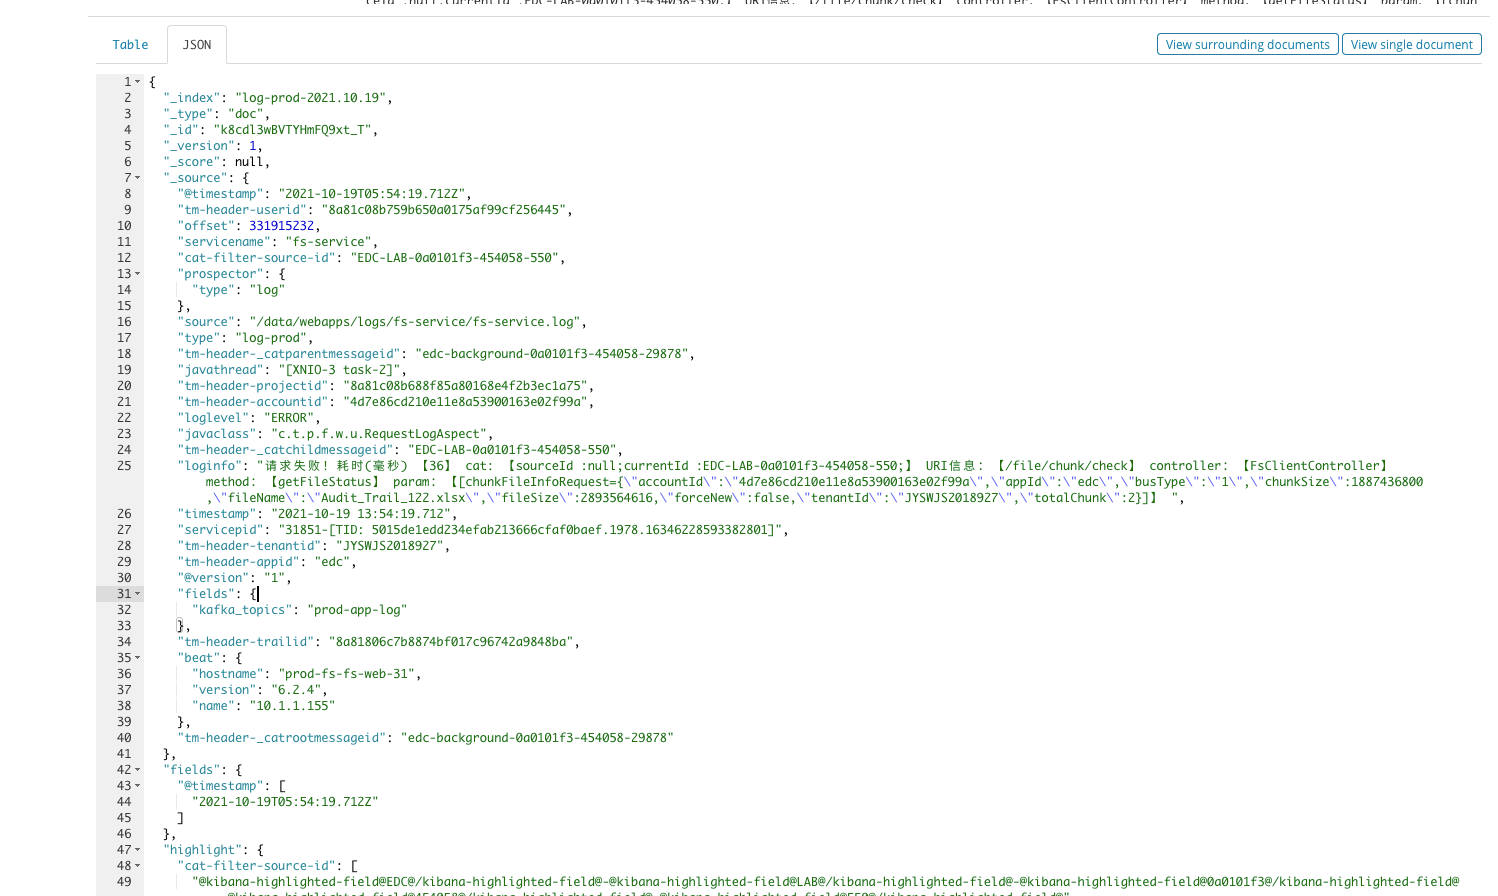 Table JSON View surrounding documents View single document
1 {
2 "_index": "log-prod-2021.10.19",
3 "_type": "doc",
4 "_id": "k8cdl3wBVTYHmFQ9xt_T",
5 "_version": 1,
6 "_score": null,
7 "_source": {
8 "@timestamp": "2021-10-19T05:54:19.712Z",
9 "tm-header-userid": "8a81c08b759b650a0175af99cf256445",
10 "offset": 331915232,
11 "servicename": "fs-service",
12 "cat-filter-source-id": "EDC-LAB-0a0101f3-454058-550",
13 "prospector": {
14 "type": "log"
15 },
16 "source": "/data/webapps/logs/fs-service/fs-service.log",
17 "type": "log-prod",
18 "tm-header-_catparentmessageid": "edc-background-0a0101f3-454058-29878",
19 "javathread": "[XNIO-3 task-2]",
20 "tm-header-projectid": "8a81c08b688f85a80168e4f2b3ec1a75",
21 "tm-header-accountid": "4d7e86cd210e11e8a53900163e02f99a",
22 "loglevel": "ERROR",
23 "javaclass": "c.t.p.f.w.u.RequestLogAspect",
24 "tm-header-_catchildmessageid": "EDC-LAB-0a0101f3-454058-550",
25 "loginfo": "请求失败! 耗时(毫秒) 【36】 cat: 【sourceId :null;currentId :EDC-LAB-0a0101f3-454058-550;】 URI信息: 【/file/chunk/check】 controller: 【FsClientController】
method: 【getFileStatus】 param: 【[chunkFileInfoRequest={\"accountId\":\"4d7e86cd210e11e8a53900163e02f99a\",\"appId\":\"edc\",\"busType\":\"1\",\"chunkSize\":1887436800
,\"fileName\":\"Audit_Trail_122.xlsx\",\"fileSize\":2893564616,\"forceNew\":false,\"tenantId\":\"JYSWJS2018927\",\"totalChunk\":2}]】 ",
26 "timestamp": "2021-10-19 13:54:19.712",
27 "servicepid": "31851-[TID: 5015de1edd234efab213666cfaf0baef.1978.16346228593382801]",
28 "tm-header-tenantid": "JYSWJS2018927",
29 "tm-header-appid": "edc",
30 "@version": "1",
31 "fields": {
32 "kafka_topics": "prod-app-log"
33 },
34 "tm-header-trailid": "8a81806c7b8874bf017c96742a9848ba",
35 "beat": {
36 "hostname": "prod-fs-fs-web-31",
37 "version": "6.2.4",
38 "name": "10.1.1.155"
39 },
40 "tm-header-_catrootmessageid": "edc-background-0a0101f3-454058-29878"
41 },
42 "fields": {
43 "@timestamp": [
44 "2021-10-19T05:54:19.712Z"
45 ]
46 },
47 "highlight": {
48 "cat-filter-source-id": [
49 "@kibana-highlighted-field@EDC@/kibana-highlighted-field@-@kibana-highlighted-field@LAB@/kibana-highlighted-field@-@kibana-highlighted-field@0a0101f3@/kibana-highlighted-field@